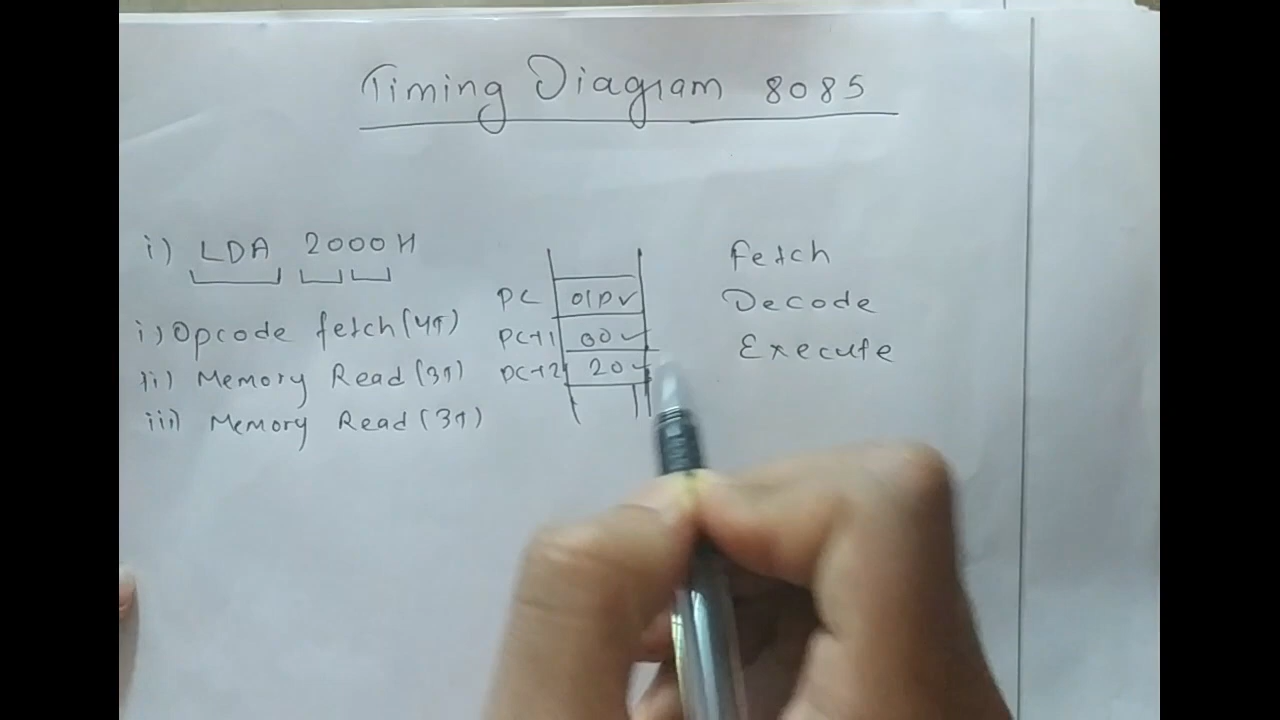 Timing Diagram 8085
i) LDA 2000H
i) Opcode fetch (4T)
ii) Memory Read (3T)
iii) Memory Read (3T)
PC O/P ✓
PC+1 00 ✓
PC+2 20 ✓
Fetch
Decode
Execute